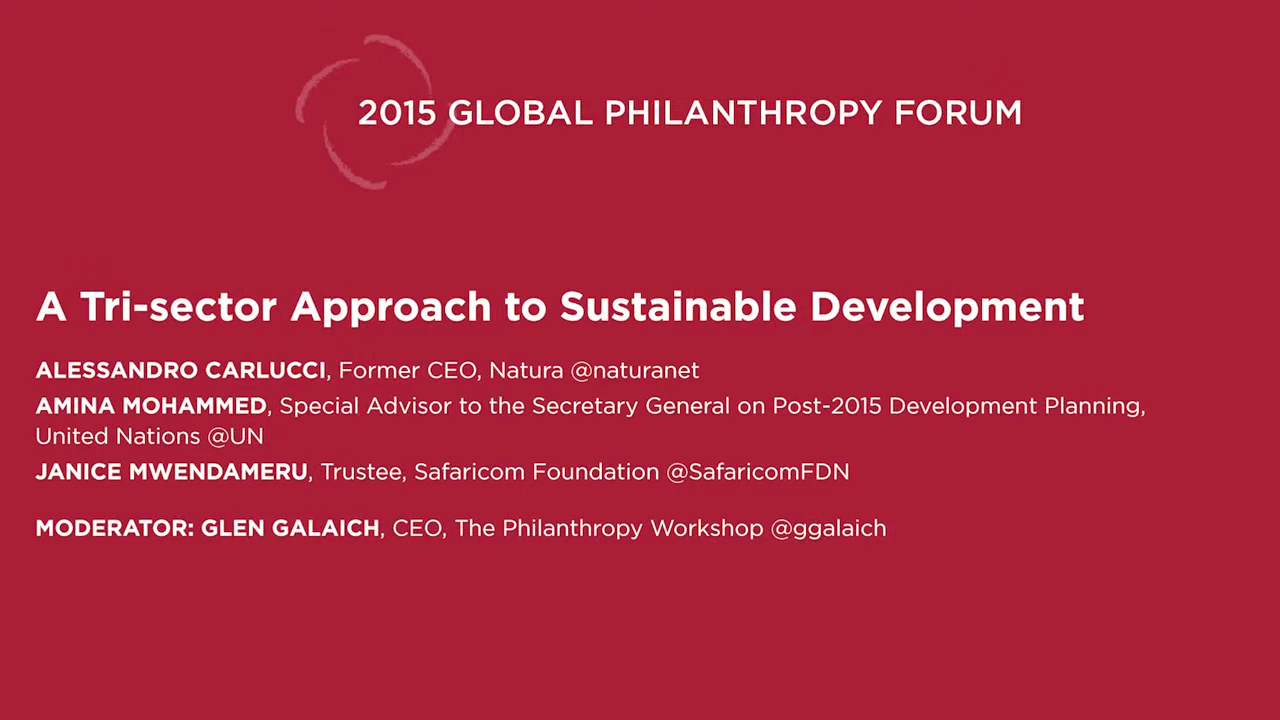 2015 GLOBAL PHILANTHROPY FORUM
A Tri-sector Approach to Sustainable Development
ALESSANDRO CARLUCCI, Former CEO, Natura @naturanet
AMINA MOHAMMED, Special Advisor to the Secretary General on Post-2015 Development Planning,
United Nations @UN
JANICE MWENDAMERU, Trustee, Safaricom Foundation @SafaricomFDN
MODERATOR: GLEN GALAICH, CEO, The Philanthropy Workshop @ggalaich